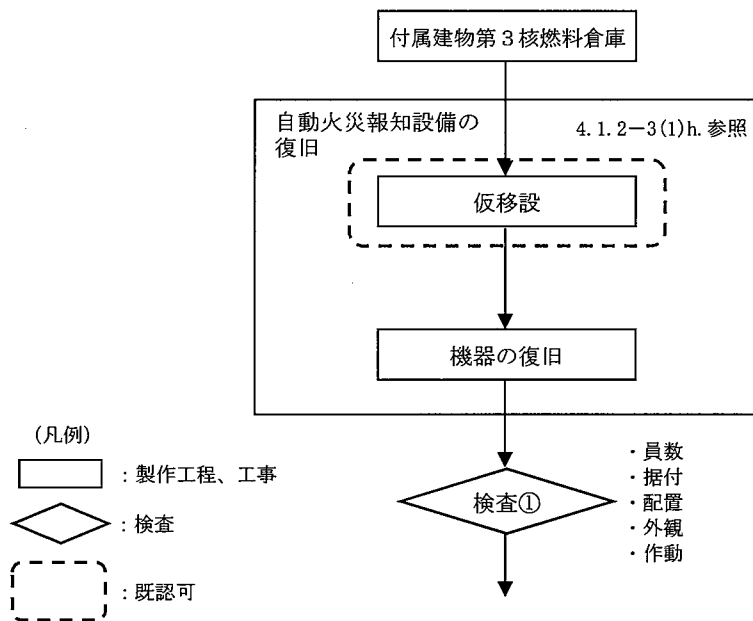 付属建物第3核燃料倉庫
自動火災報知設備の
復旧
4.1.2-3(1)h.参照
仮移設
機器の復旧
検査①
・員数
・据付
・配置
・外観
・作動
(凡例)
:製作工程、工事
:検査
:既認可